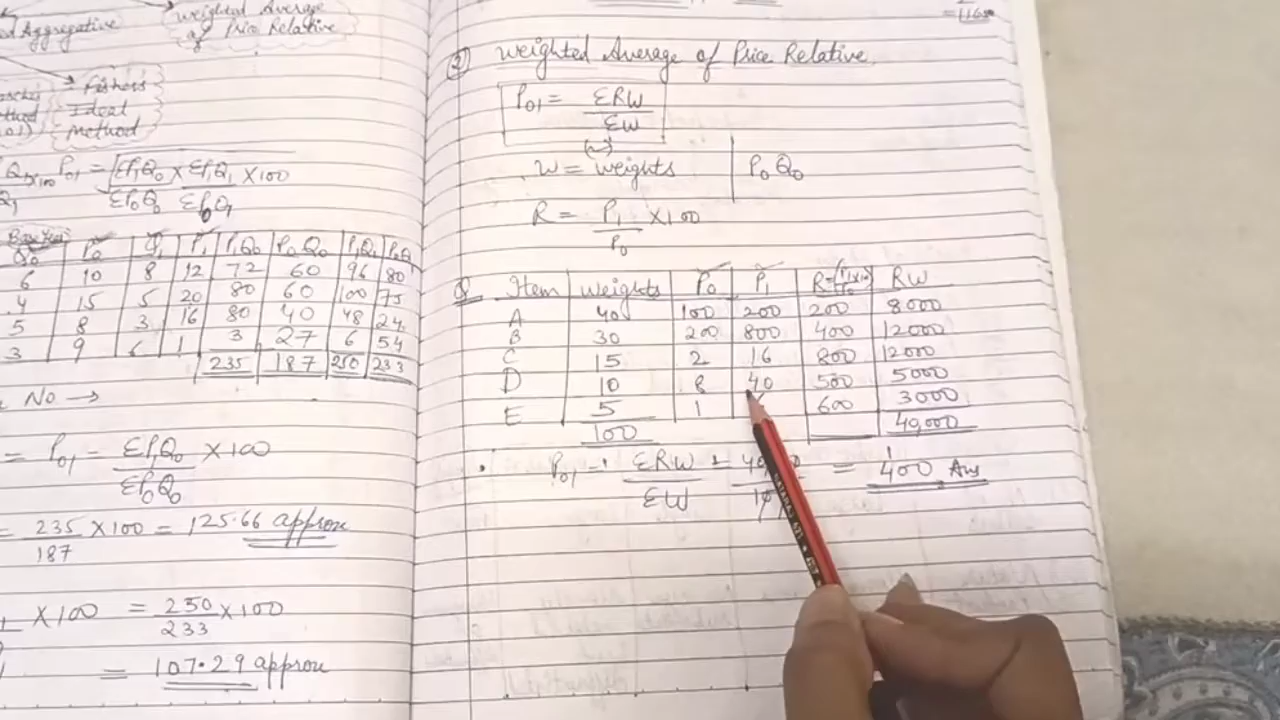 Aggregative
weighted Average
of Price Relative
Fisher's
Ideal
Method
P01 = √ΣP1Q0 × ΣP1Q1 × 100
ΣP0Q0 ΣP0Q1
Base Year
Q0 P0 Q1 P1 P1Q0 P0Q0 P1Q1 P0Q1
6 10 8 12 72 60 96 80
4 15 5 20 80 60 100 75
5 8 3 16 80 40 48 24
3 9 6 1 3 27 6 54
235 187 250 233
No →
= P01 = ΣP1Q0 × 100
ΣP0Q0
= 235 × 100 = 125.66 approx
187
× 100 = 250 × 100
233
= 107.29 approx
② Weighted Average of Price Relative
P01 = ΣRW
ΣW
W = weights P0Q0
R = P1 × 100
P0
Q Item weights P0 P1 R= RW
A 40 100 200 200 8000
B 30 200 800 400 12000
C 15 2 16 800 12000
D 10 8 40 500 5000
E 5 1 600 3000
100 40,000
P01 = ΣRW = = 400 Ans
ΣW